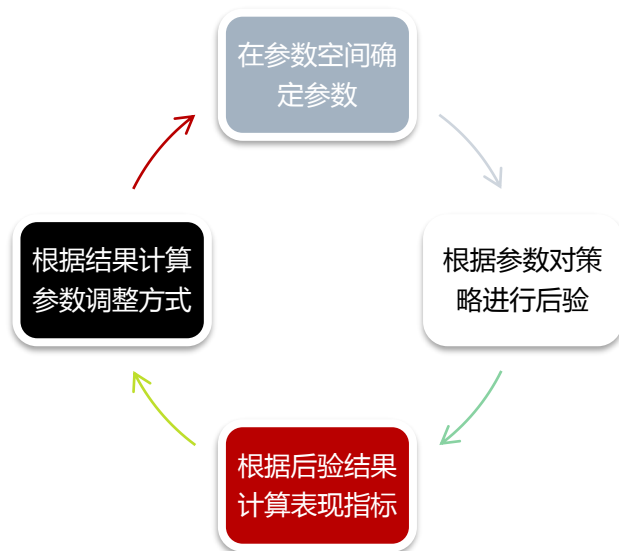 在参数空间确
定参数
根据参数对策
略进行后验
根据后验结果
计算表现指标
根据结果计算
参数调整方式